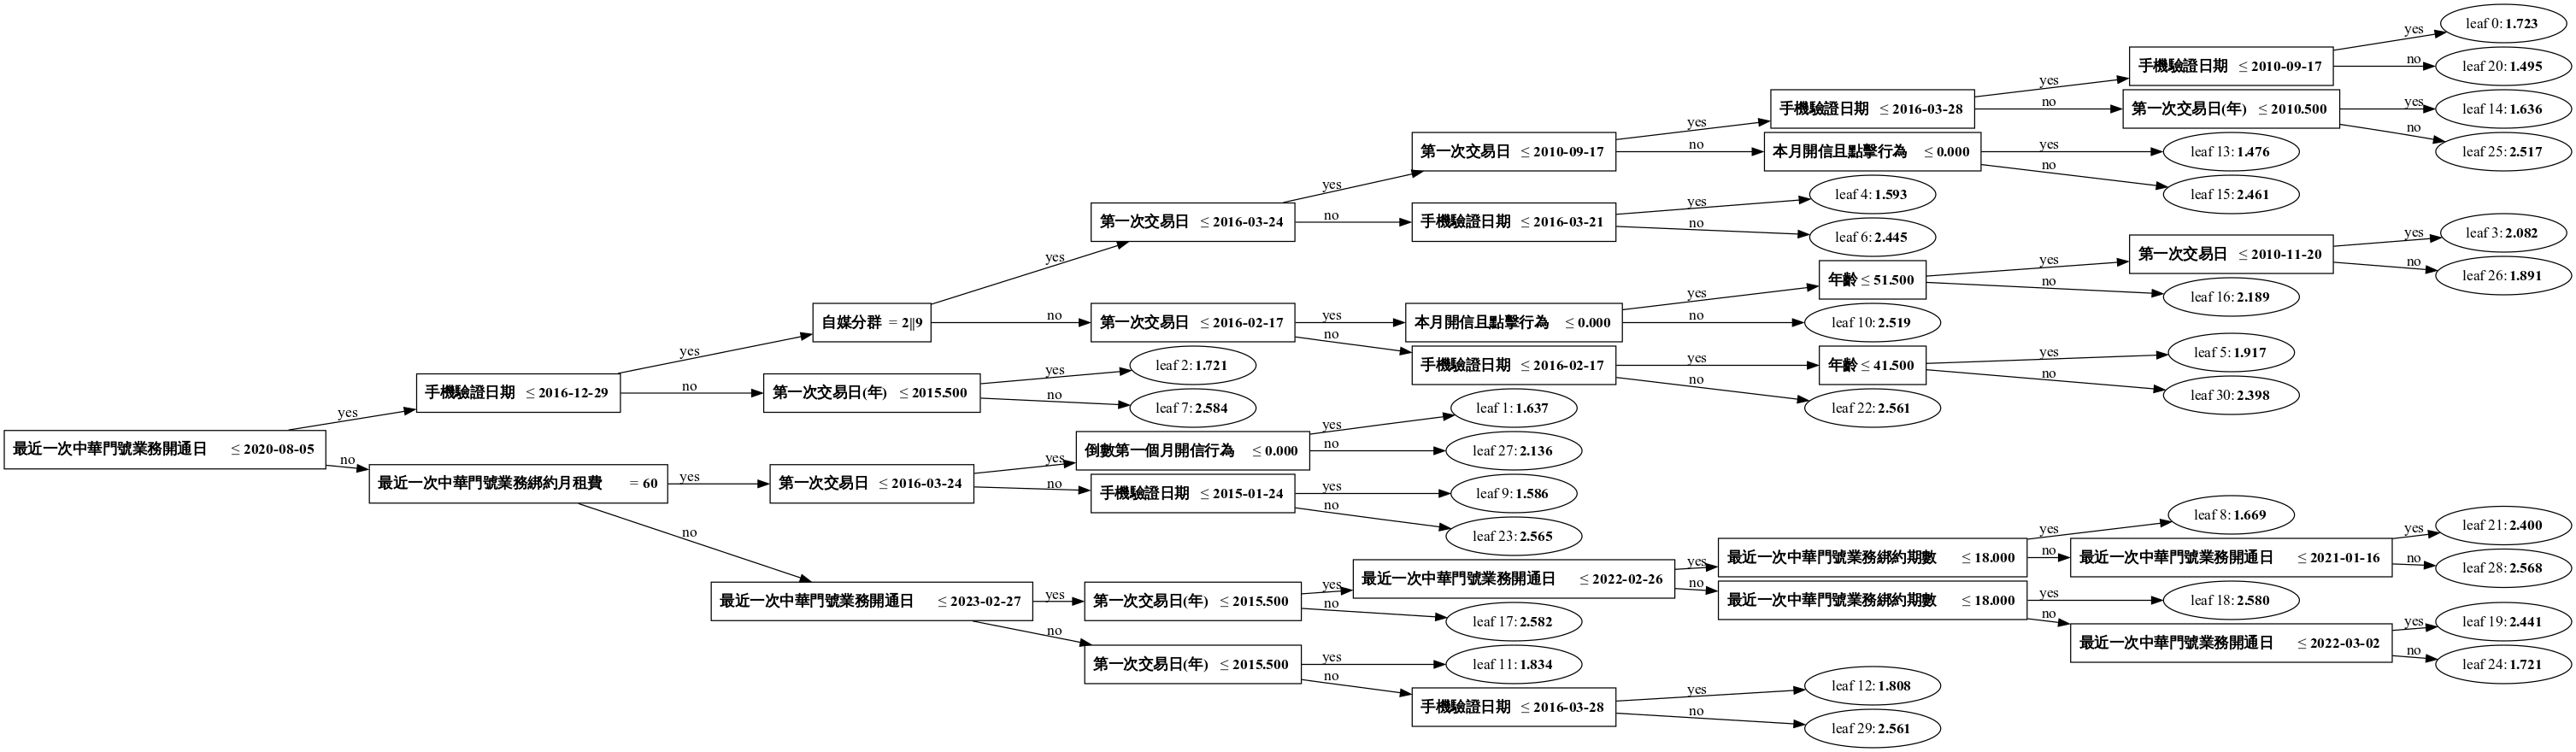 最近一次中華門號業務開通日 ≤ 2020-08-05
yes
no
手機驗證日期 ≤ 2016-12-29
yes
no
最近一次中華門號業務綁約月租費 = 60
yes
no
自媒分群 = 2||9
yes
no
第一次交易日(年) ≤ 2015.500
yes
no
第一次交易日 ≤ 2016-03-24
yes
no
最近一次中華門號業務開通日 ≤ 2023-02-27
yes
no
第一次交易日 ≤ 2016-03-24
yes
no
第一次交易日 ≤ 2016-02-17
yes
no
leaf 2: 1.721
leaf 7: 2.584
倒數第一個月開信行為 ≤ 0.000
yes
no
手機驗證日期 ≤ 2015-01-24
yes
no
第一次交易日(年) ≤ 2015.500
yes
no
第一次交易日(年) ≤ 2015.500
yes
no
第一次交易日 ≤ 2010-09-17
yes
no
手機驗證日期 ≤ 2016-03-21
yes
no
本月開信且點擊行為 ≤ 0.000
yes
no
手機驗證日期 ≤ 2016-02-17
yes
no
leaf 1: 1.637
leaf 27: 2.136
leaf 9: 1.586
leaf 23: 2.565
最近一次中華門號業務開通日 ≤ 2022-02-26
yes
no
leaf 17: 2.582
leaf 11: 1.834
手機驗證日期 ≤ 2016-03-28
yes
no
手機驗證日期 ≤ 2016-03-28
yes
no
本月開信且點擊行為 ≤ 0.000
yes
no
leaf 4: 1.593
leaf 6: 2.445
年齡 ≤ 51.500
yes
no
leaf 10: 2.519
年齡 ≤ 41.500
yes
no
leaf 22: 2.561
最近一次中華門號業務綁約期數 ≤ 18.000
yes
no
最近一次中華門號業務綁約期數 ≤ 18.000
yes
no
leaf 12: 1.808
leaf 29: 2.561
手機驗證日期 ≤ 2010-09-17
yes
no
第一次交易日(年) ≤ 2010.500
yes
no
leaf 13: 1.476
leaf 15: 2.461
第一次交易日 ≤ 2010-11-20
yes
no
leaf 16: 2.189
leaf 5: 1.917
leaf 30: 2.398
leaf 8: 1.669
最近一次中華門號業務開通日 ≤ 2021-01-16
yes
no
leaf 18: 2.580
最近一次中華門號業務開通日 ≤ 2022-03-02
yes
no
leaf 0: 1.723
leaf 20: 1.495
leaf 14: 1.636
leaf 25: 2.517
leaf 3: 2.082
leaf 26: 1.891
leaf 21: 2.400
leaf 28: 2.568
leaf 19: 2.441
leaf 24: 1.721